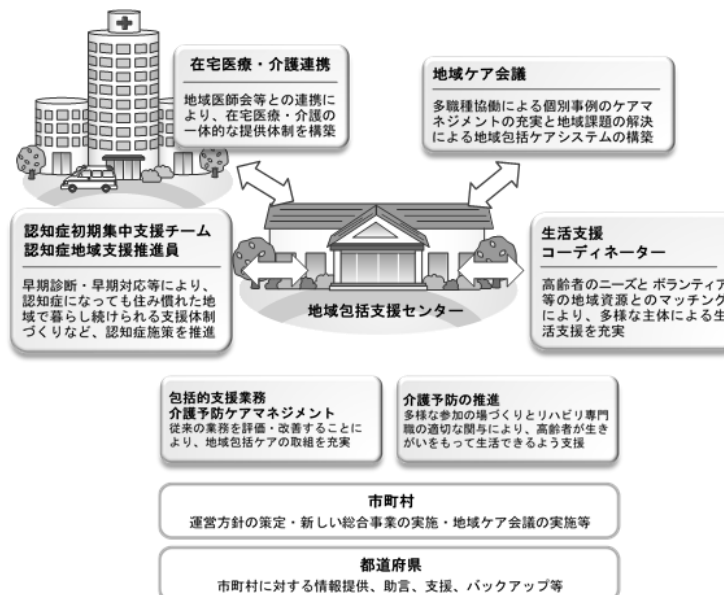 在宅医療・介護連携
地域医師会等との連携に
より、在宅医療・介護の
一体的な提供体制を構築
地域ケア会議
多職種協働による個別事例のケアマ
ネジメントの充実と地域課題の解決
による地域包括ケアシステムの構築
認知症初期集中支援チーム
認知症地域支援推進員
早期診断・早期対応等により、
認知症になっても住み慣れた地
域で暮らし続けられる支援体制
づくりなど、認知症施策を推進
地域包括支援センター
生活支援
コーディネーター
高齢者のニーズとボランティア
等の地域資源とのマッチング
により、多様な主体による生
活支援を充実
包括的支援業務
介護予防ケアマネジメント
従来の業務を評価・改善することに
より、地域包括ケアの取組を充実
介護予防の推進
多様な参加の場づくりとリハビリ専門
職の適切な関与により、高齢者が生き
がいをもって生活できるよう支援
市町村
運営方針の策定・新しい総合事業の実施・地域ケア会議の実施等
都道府県
市町村に対する情報提供、助言、支援、バックアップ等